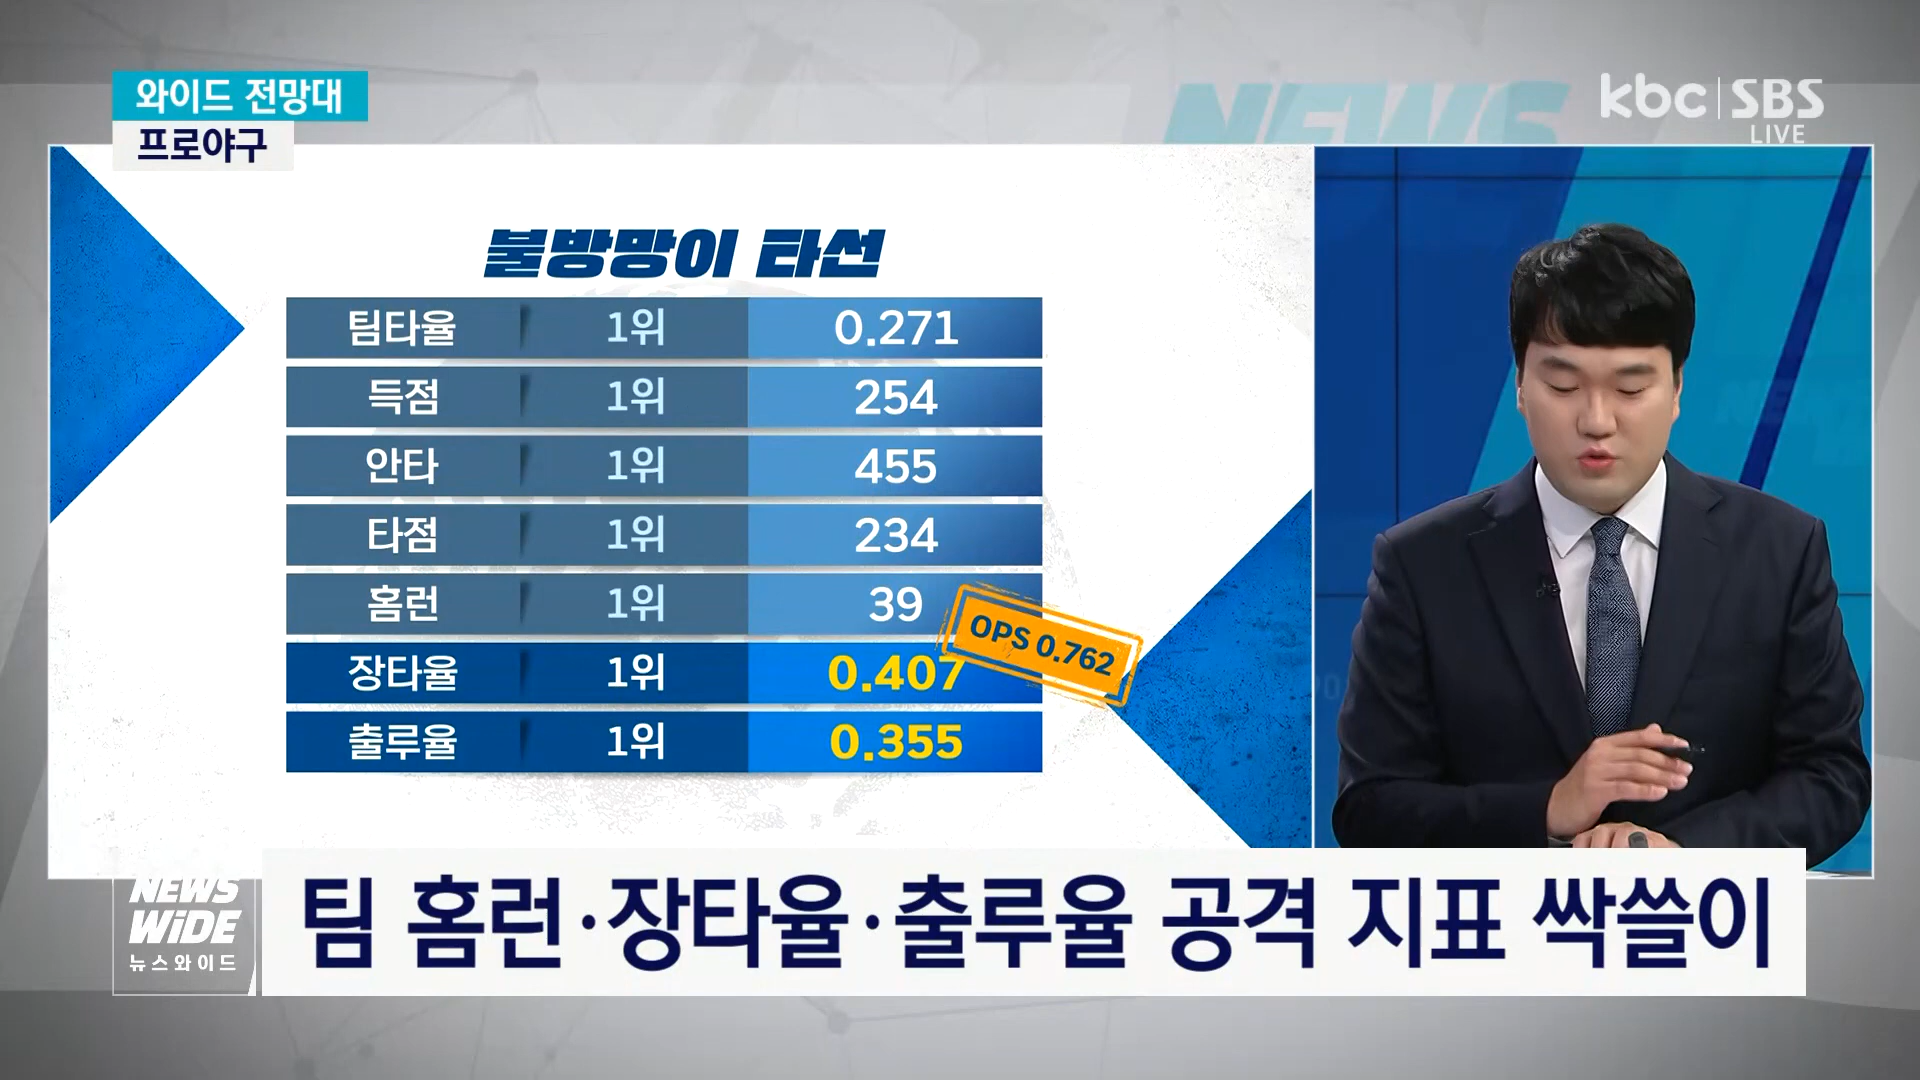 와이드 전망대
프로야구
NEWS
kbc SBS
LIVE
불방망이 타선
팀타율 1위 0.271
득점 1위 254
안타 1위 455
타점 1위 234
홈런 1위 39
OPS 0.762
장타율 1위 0.407
출루율 1위 0.355
NEWS
WiDE
뉴스와이드
팀 홈런·장타율·출루율 공격 지표 싹쓸이